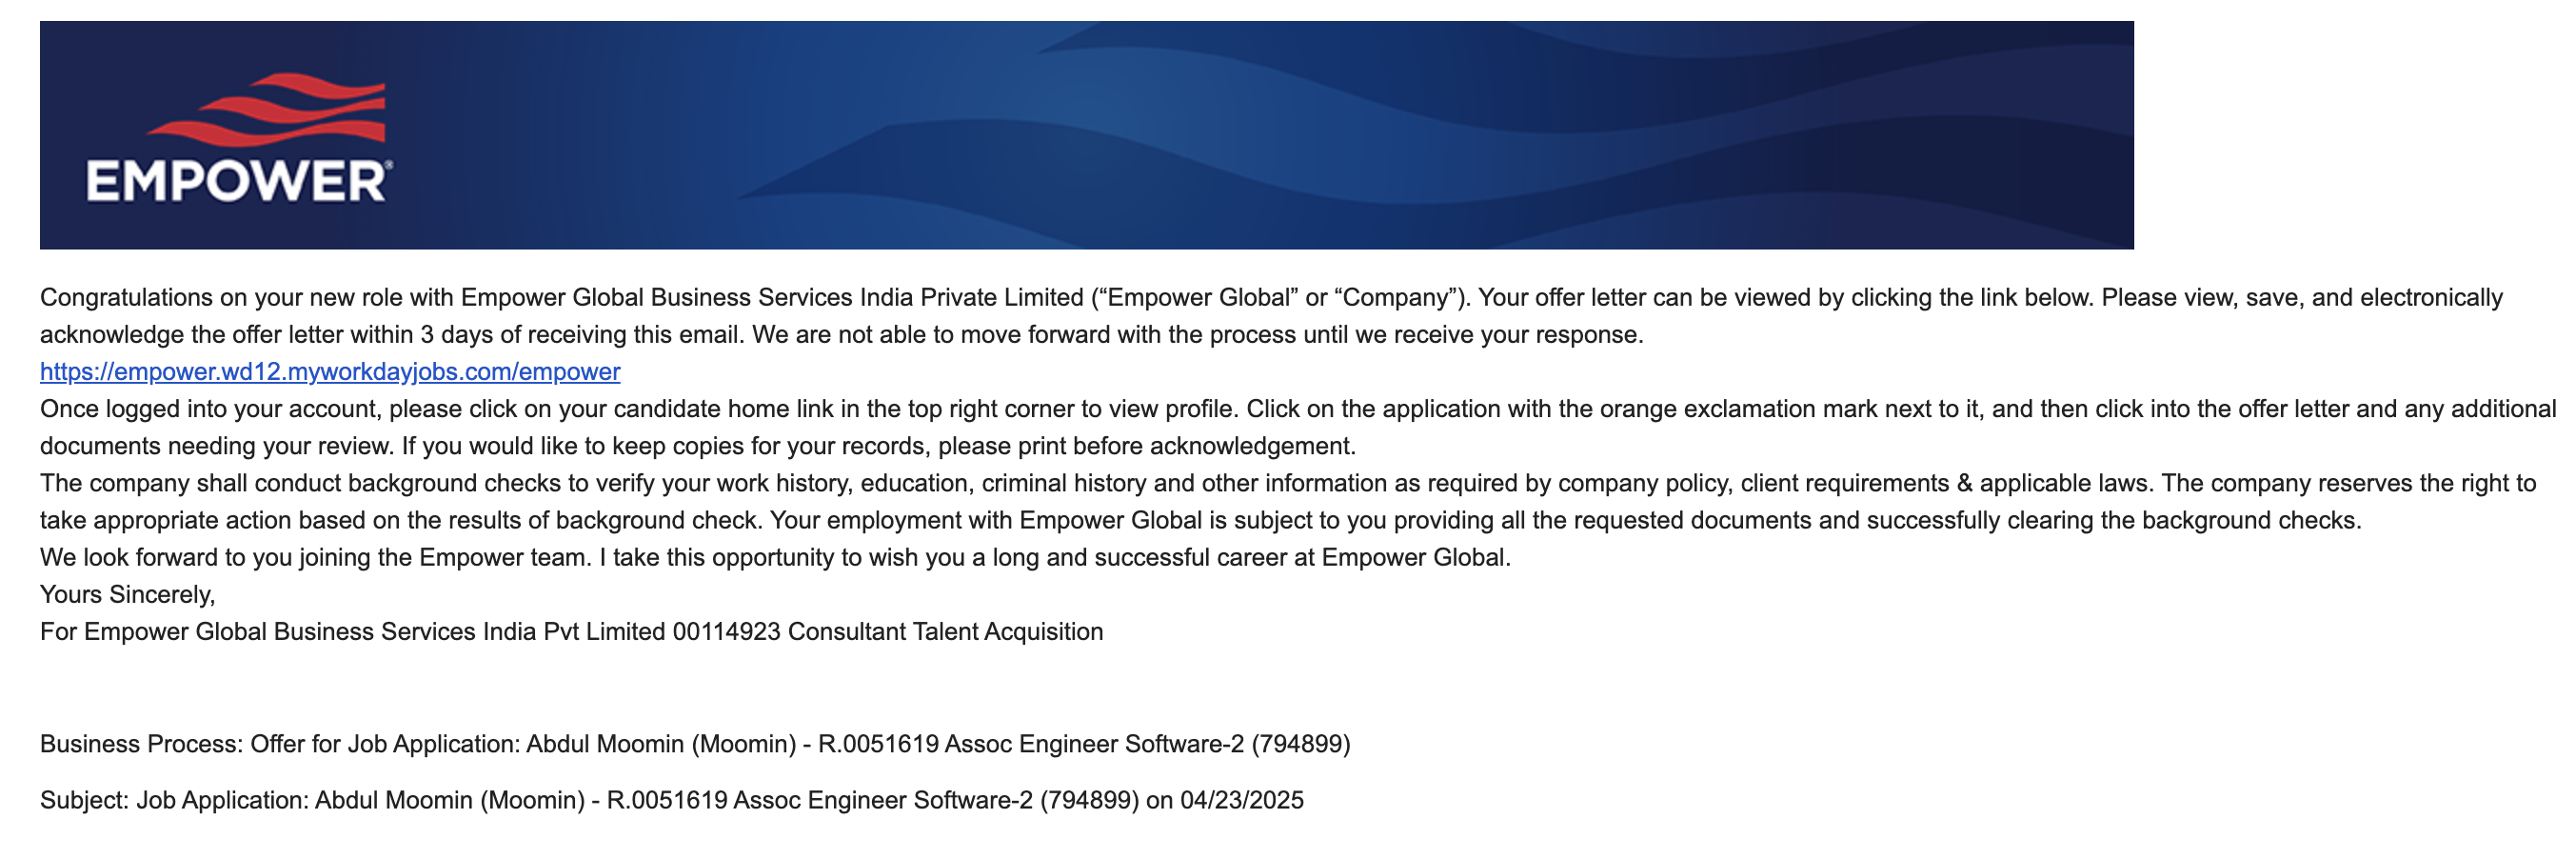 EMPOWER®
Congratulations on your new role with Empower Global Business Services India Private Limited (“Empower Global” or “Company”). Your offer letter can be viewed by clicking the link below. Please view, save, and electronically
acknowledge the offer letter within 3 days of receiving this email. We are not able to move forward with the process until we receive your response.
https://empower.wd12.myworkdayjobs.com/empower
Once logged into your account, please click on your candidate home link in the top right corner to view profile. Click on the application with the orange exclamation mark next to it, and then click into the offer letter and any additional
documents needing your review. If you would like to keep copies for your records, please print before acknowledgement.
The company shall conduct background checks to verify your work history, education, criminal history and other information as required by company policy, client requirements & applicable laws. The company reserves the right to
take appropriate action based on the results of background check. Your employment with Empower Global is subject to you providing all the requested documents and successfully clearing the background checks.
We look forward to you joining the Empower team. I take this opportunity to wish you a long and successful career at Empower Global.
Yours Sincerely,
For Empower Global Business Services India Pvt Limited 00114923 Consultant Talent Acquisition
Business Process: Offer for Job Application: Abdul Moomin (Moomin) - R.0051619 Assoc Engineer Software-2 (794899)
Subject: Job Application: Abdul Moomin (Moomin) - R.0051619 Assoc Engineer Software-2 (794899) on 04/23/2025